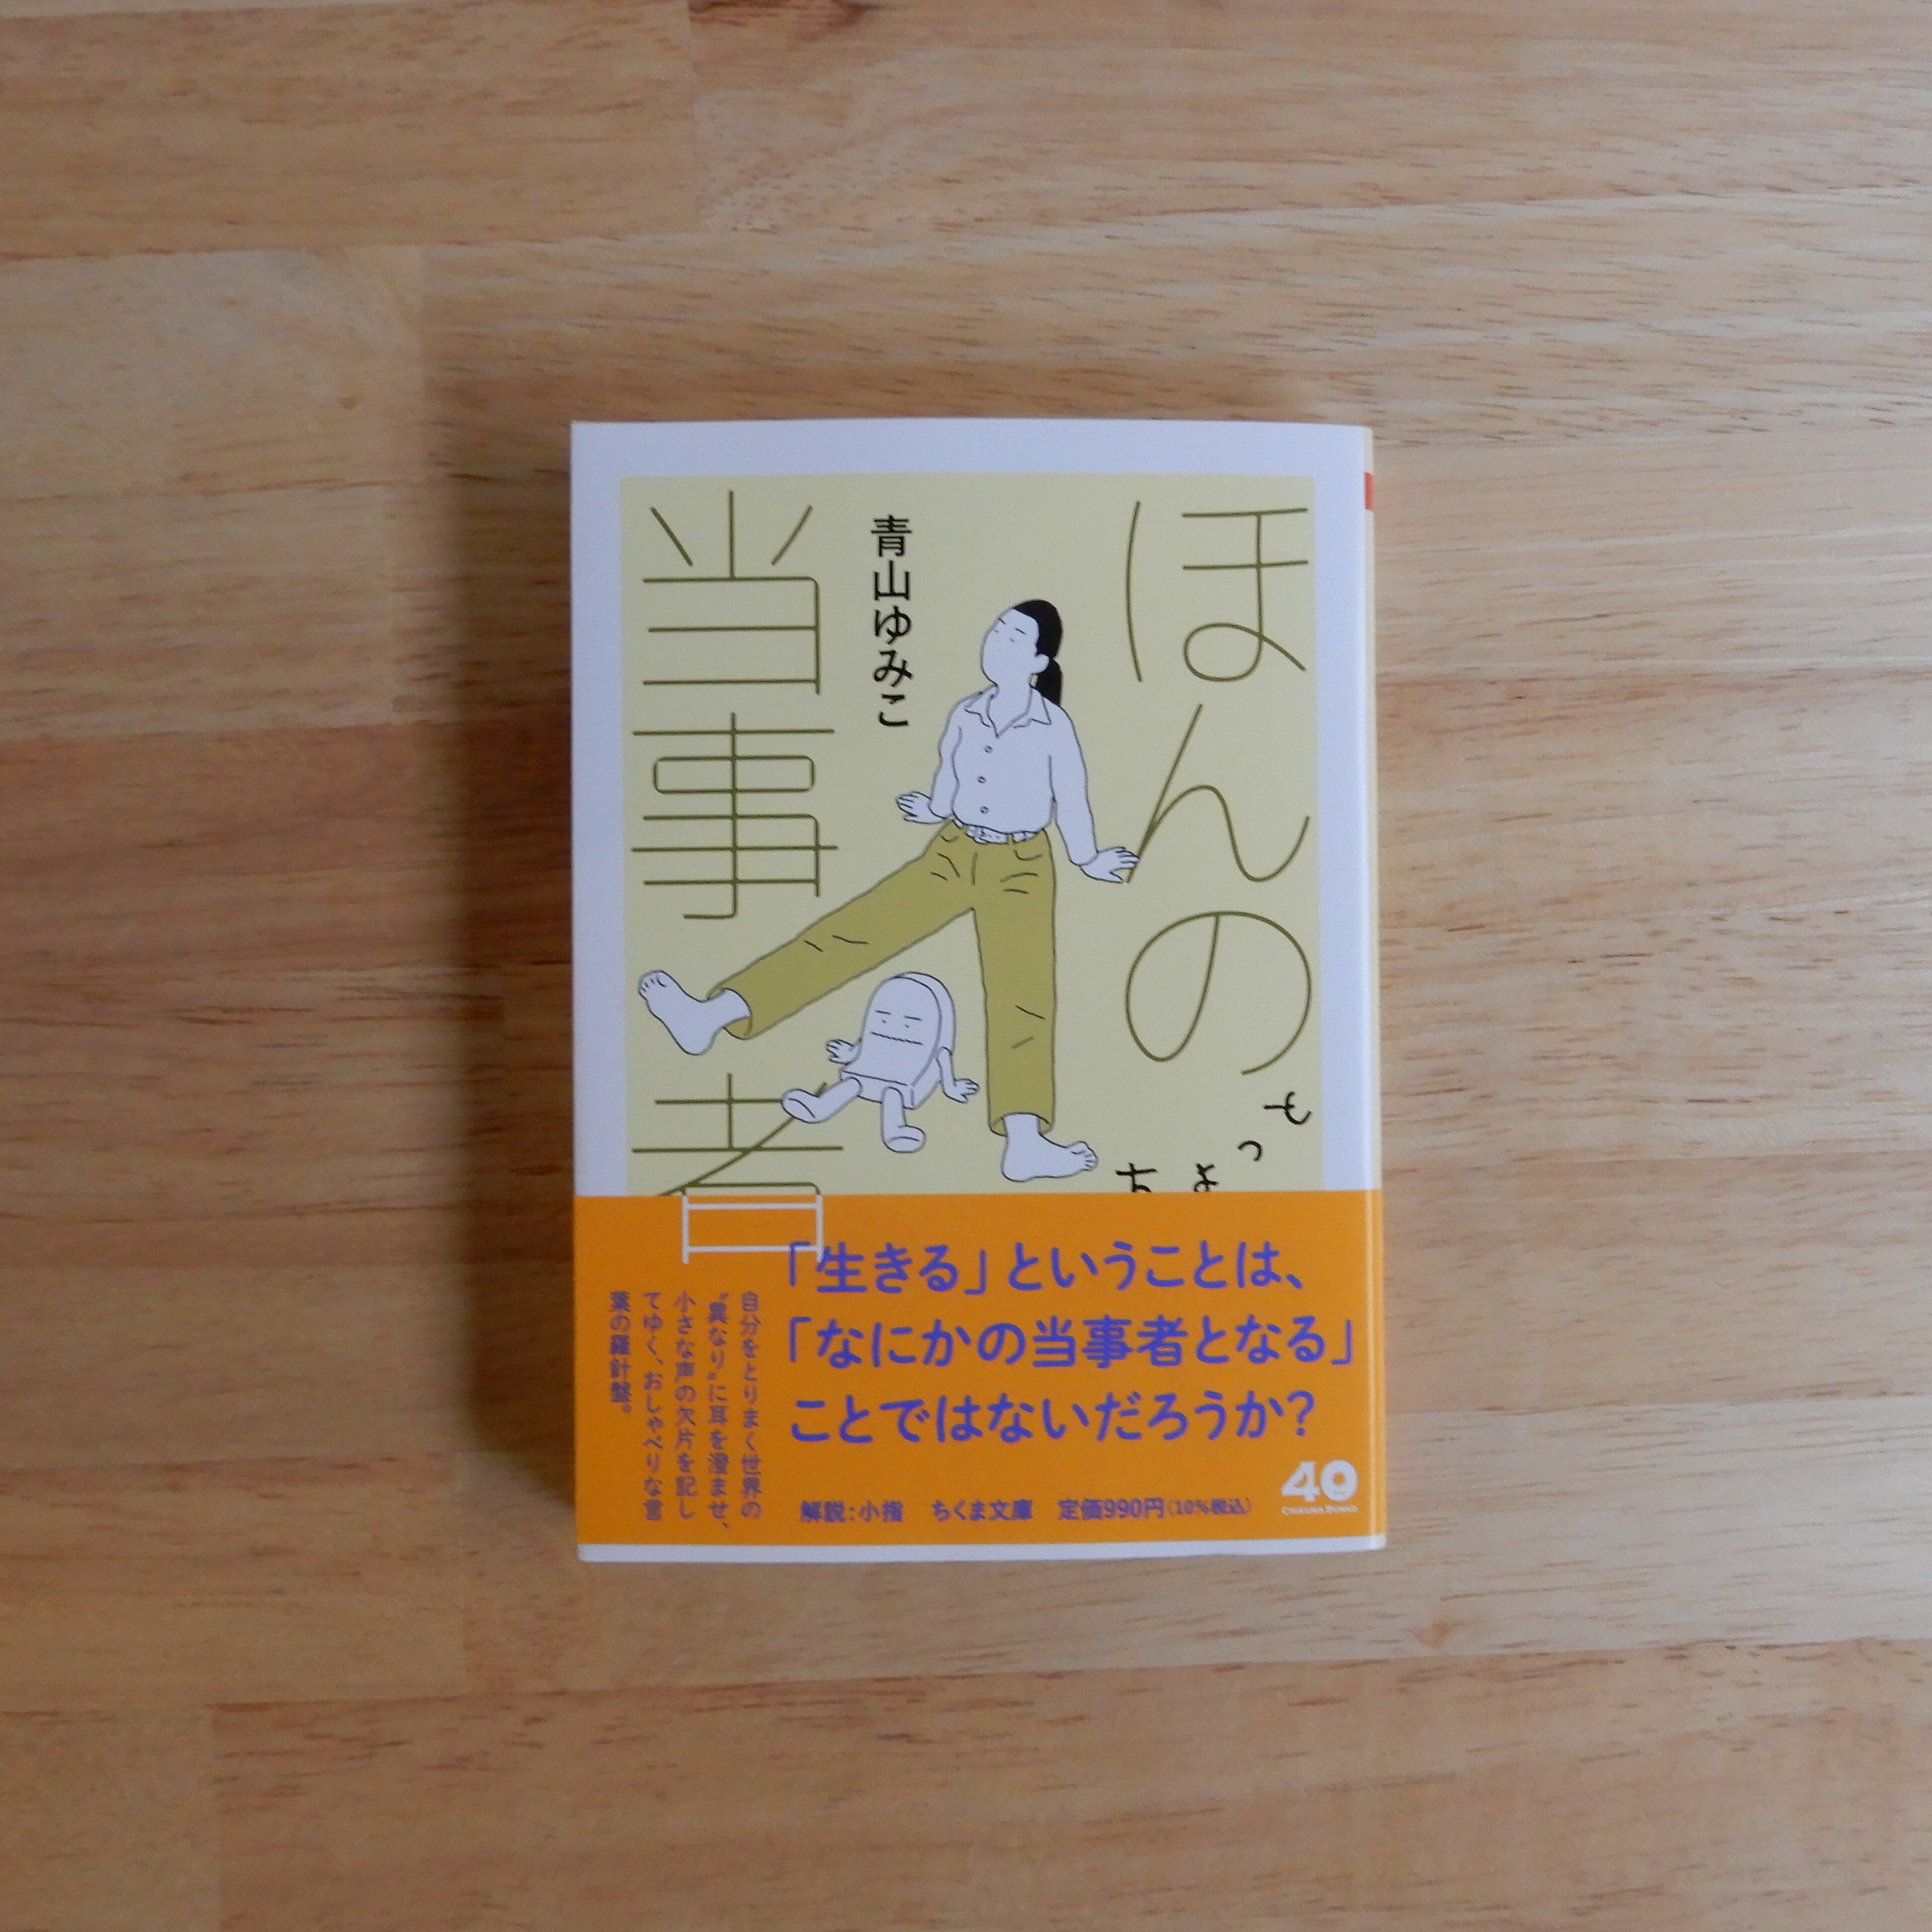 ほんの
ちょっと
当事者
青山ゆみこ
「生きる」ということは、
「なにかの当事者となる」
ことではないだろうか？
自分をとりまく世界の
〝異なり〟に耳を澄ませ、
小さな声の欠片を記し
てゆく、おしゃべりな言
葉の羅針盤。
解説：小指　ちくま文庫　定価990円（10％税込）
40
CHIKUMA BUNKO